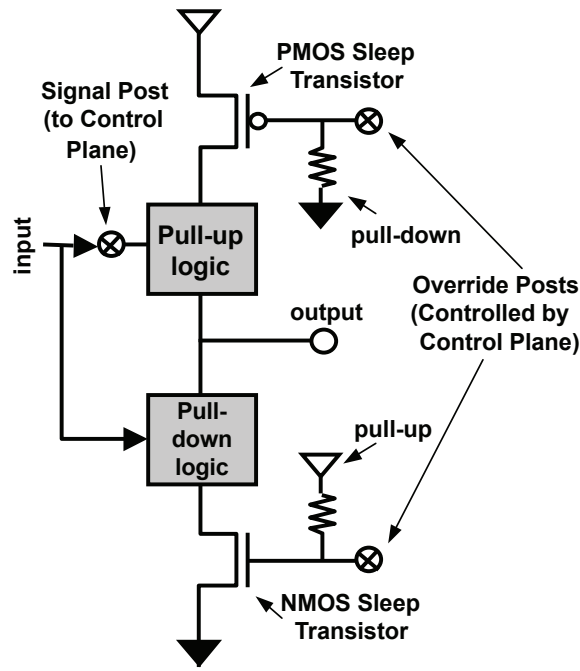 PMOS Sleep
Transistor
Signal Post
(to Control
Plane)
pull-down
input
Pull-up
logic
Override Posts
(Controlled by
Control Plane)
output
Pull-
down
logic
pull-up
NMOS Sleep
Transistor